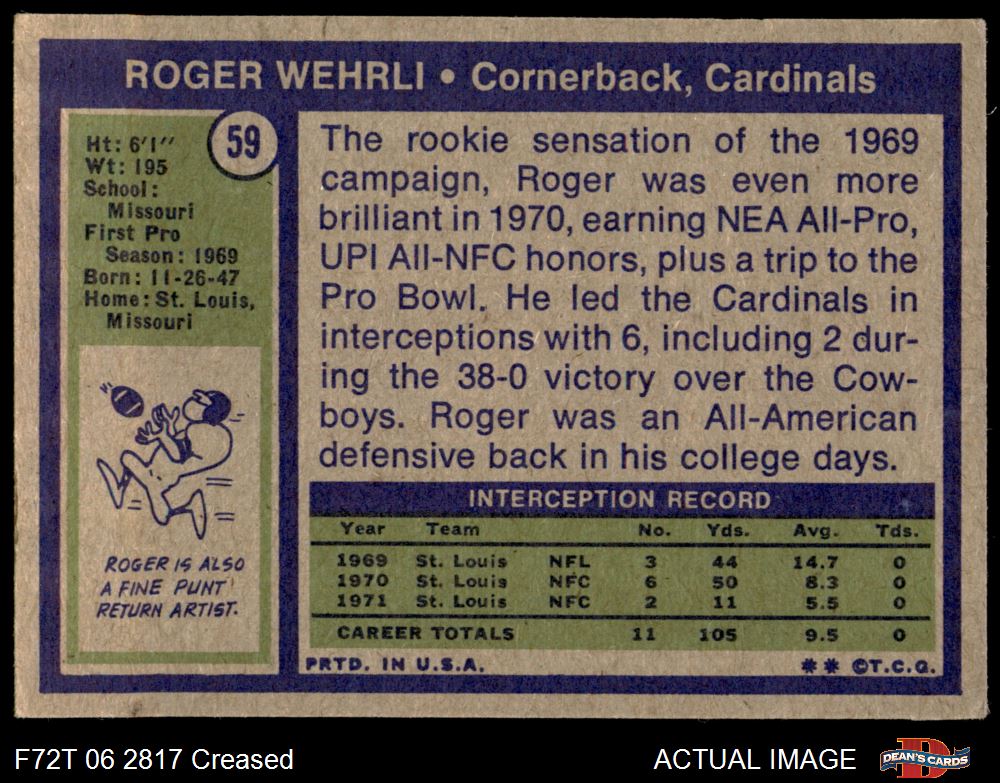 ROGER WEHRLI • Cornerback, Cardinals
59
Ht: 6'1"
Wt: 195
School:
Missouri
First Pro
Season: 1969
Born: 11-26-47
Home: St. Louis,
Missouri
ROGER IS ALSO
A FINE PUNT
RETURN ARTIST.
The rookie sensation of the 1969
campaign, Roger was even more
brilliant in 1970, earning NEA All-Pro,
UPI All-NFC honors, plus a trip to the
Pro Bowl. He led the Cardinals in
interceptions with 6, including 2 dur-
ing the 38-0 victory over the Cow-
boys. Roger was an All-American
defensive back in his college days.
INTERCEPTION RECORD
Year Team No. Yds. Avg. Tds.
1969 St. Louis NFL 3 44 14.7 0
1970 St. Louis NFC 6 50 8.3 0
1971 St. Louis NFC 2 11 5.5 0
CAREER TOTALS 11 105 9.5 0
PRTD. IN U.S.A. ** ©T.C.G.
F72T 06 2817 Creased ACTUAL IMAGE
D
DEAN'S CARDS